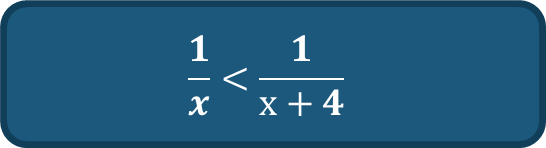 1/x < 1/(x + 4)